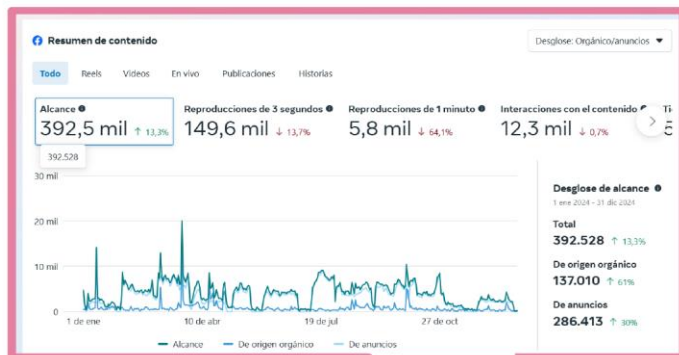 Resumen de contenido
Desglose: Orgánico/anuncios
Todo Reels Videos En vivo Publicaciones Historias
Alcance Reproducciones de 3 segundos Reproducciones de 1 minuto Interacciones con el contenido Ti
392,5 mil ↑ 13,3% 149,6 mil ↓ 13,7% 5,8 mil ↓ 64,1% 12,3 mil ↓ 0,7% 5
392.528
30 mil
20 mil
10 mil
0
1 de ene 10 de abr 19 de jul 27 de oct
Alcance De origen orgánico De anuncios
Desglose de alcance
1 ene 2024 - 31 dic 2024
Total
392.528 ↑ 13,3%
De origen orgánico
137.010 ↑ 61%
De anuncios
286.413 ↑ 30%